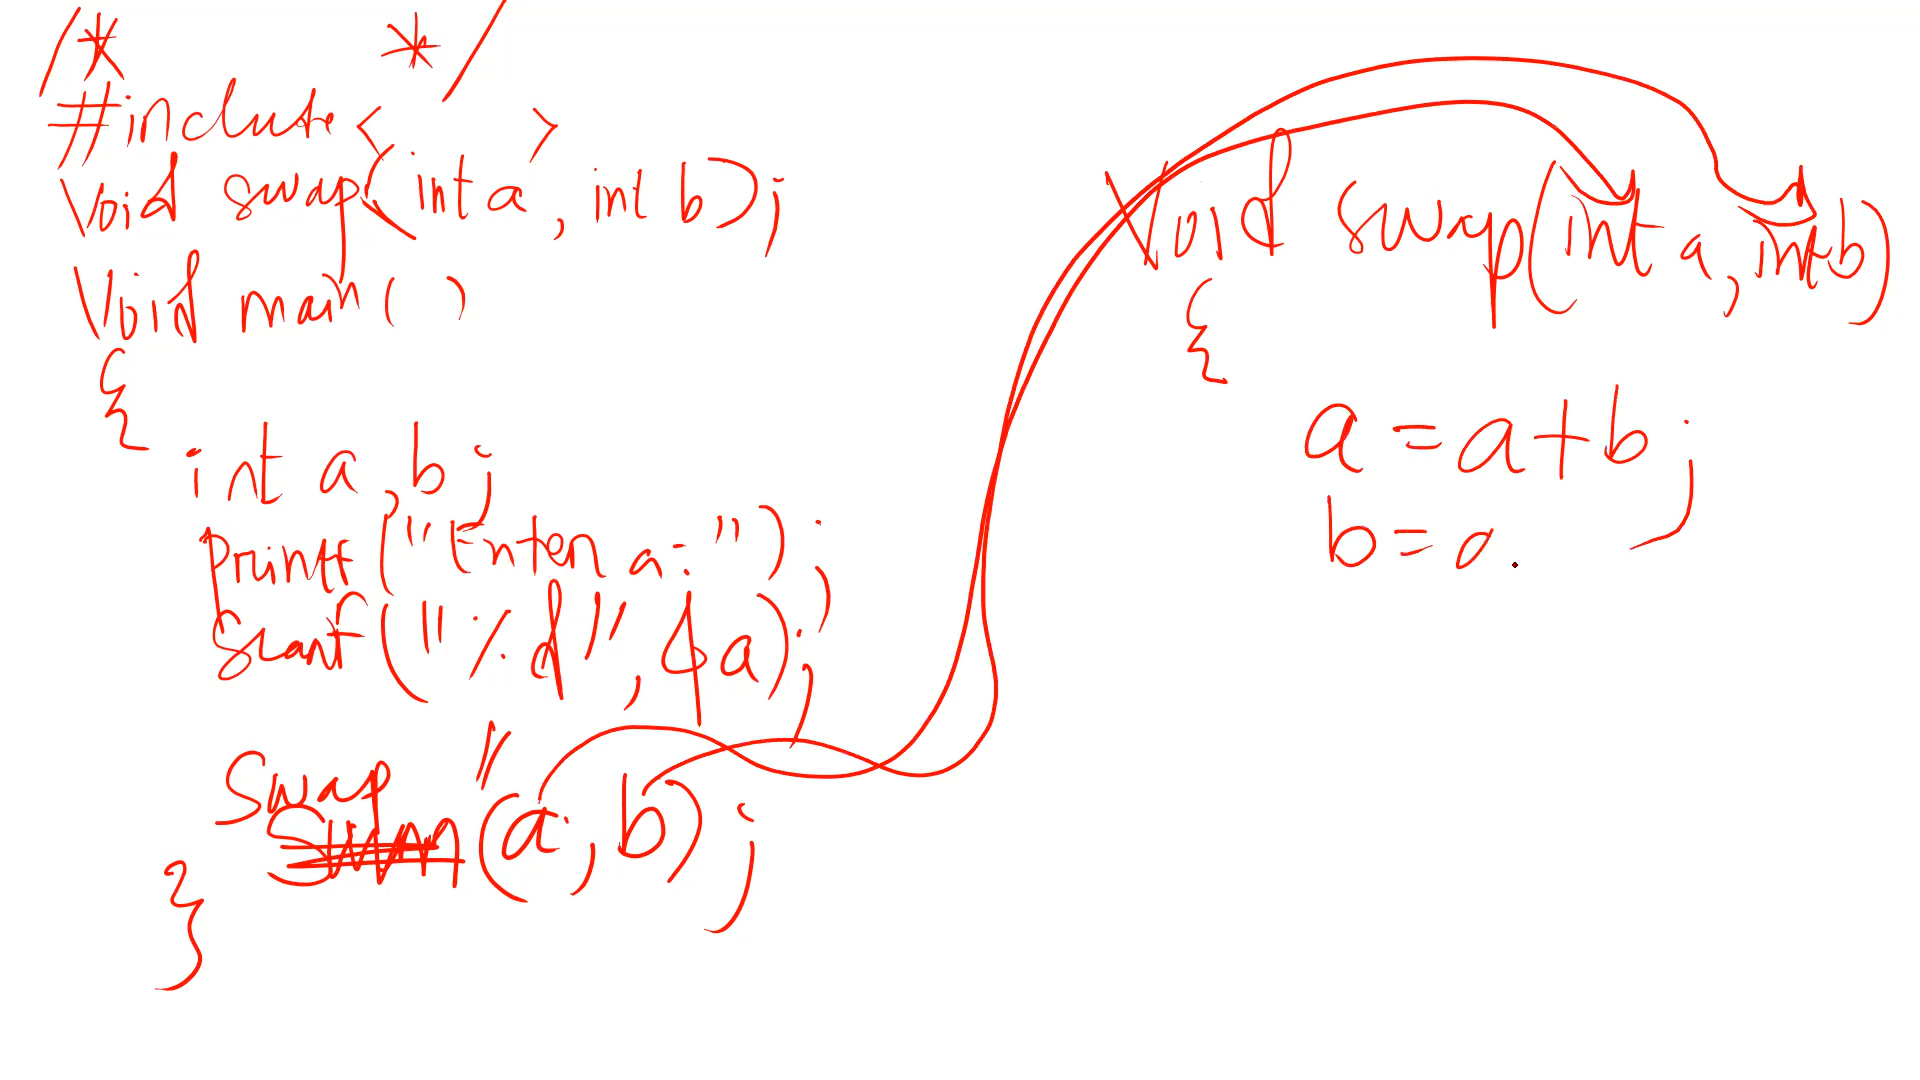 /* */
#include< >
Void swap(int a, int b);
Void main( )
{
int a,b;
printf("Enter a:");
Scanf("%d",&a);
"
Swap(a,b);
}
Void swap(int a, int b)
{
a=a+b;
b=a